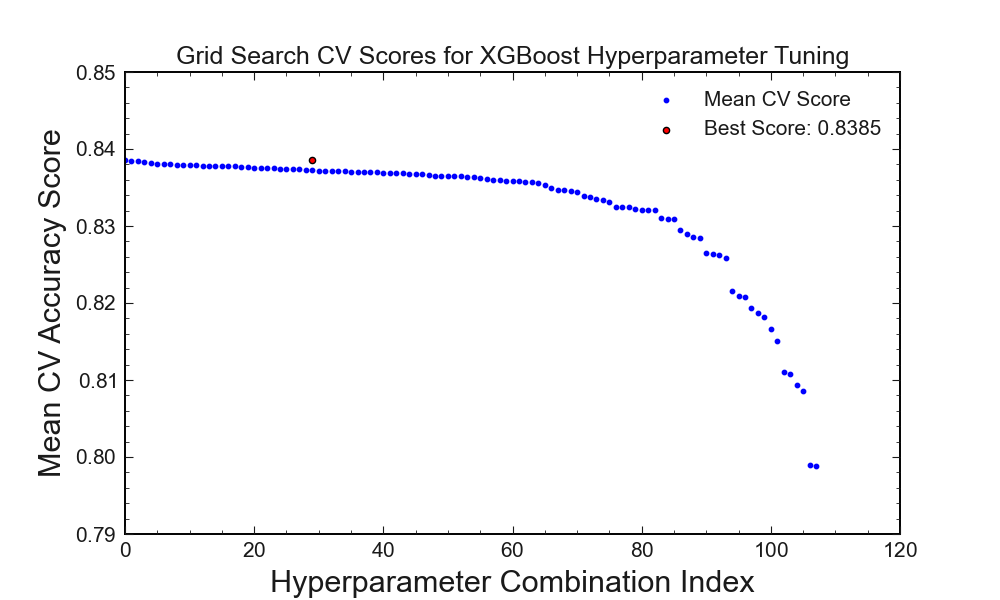 Grid Search CV Scores for XGBoost Hyperparameter Tuning
Mean CV Score
Best Score: 0.8385
Mean CV Accuracy Score
0.85
0.84
0.83
0.82
0.81
0.80
0.79
0 20 40 60 80 100 120
Hyperparameter Combination Index